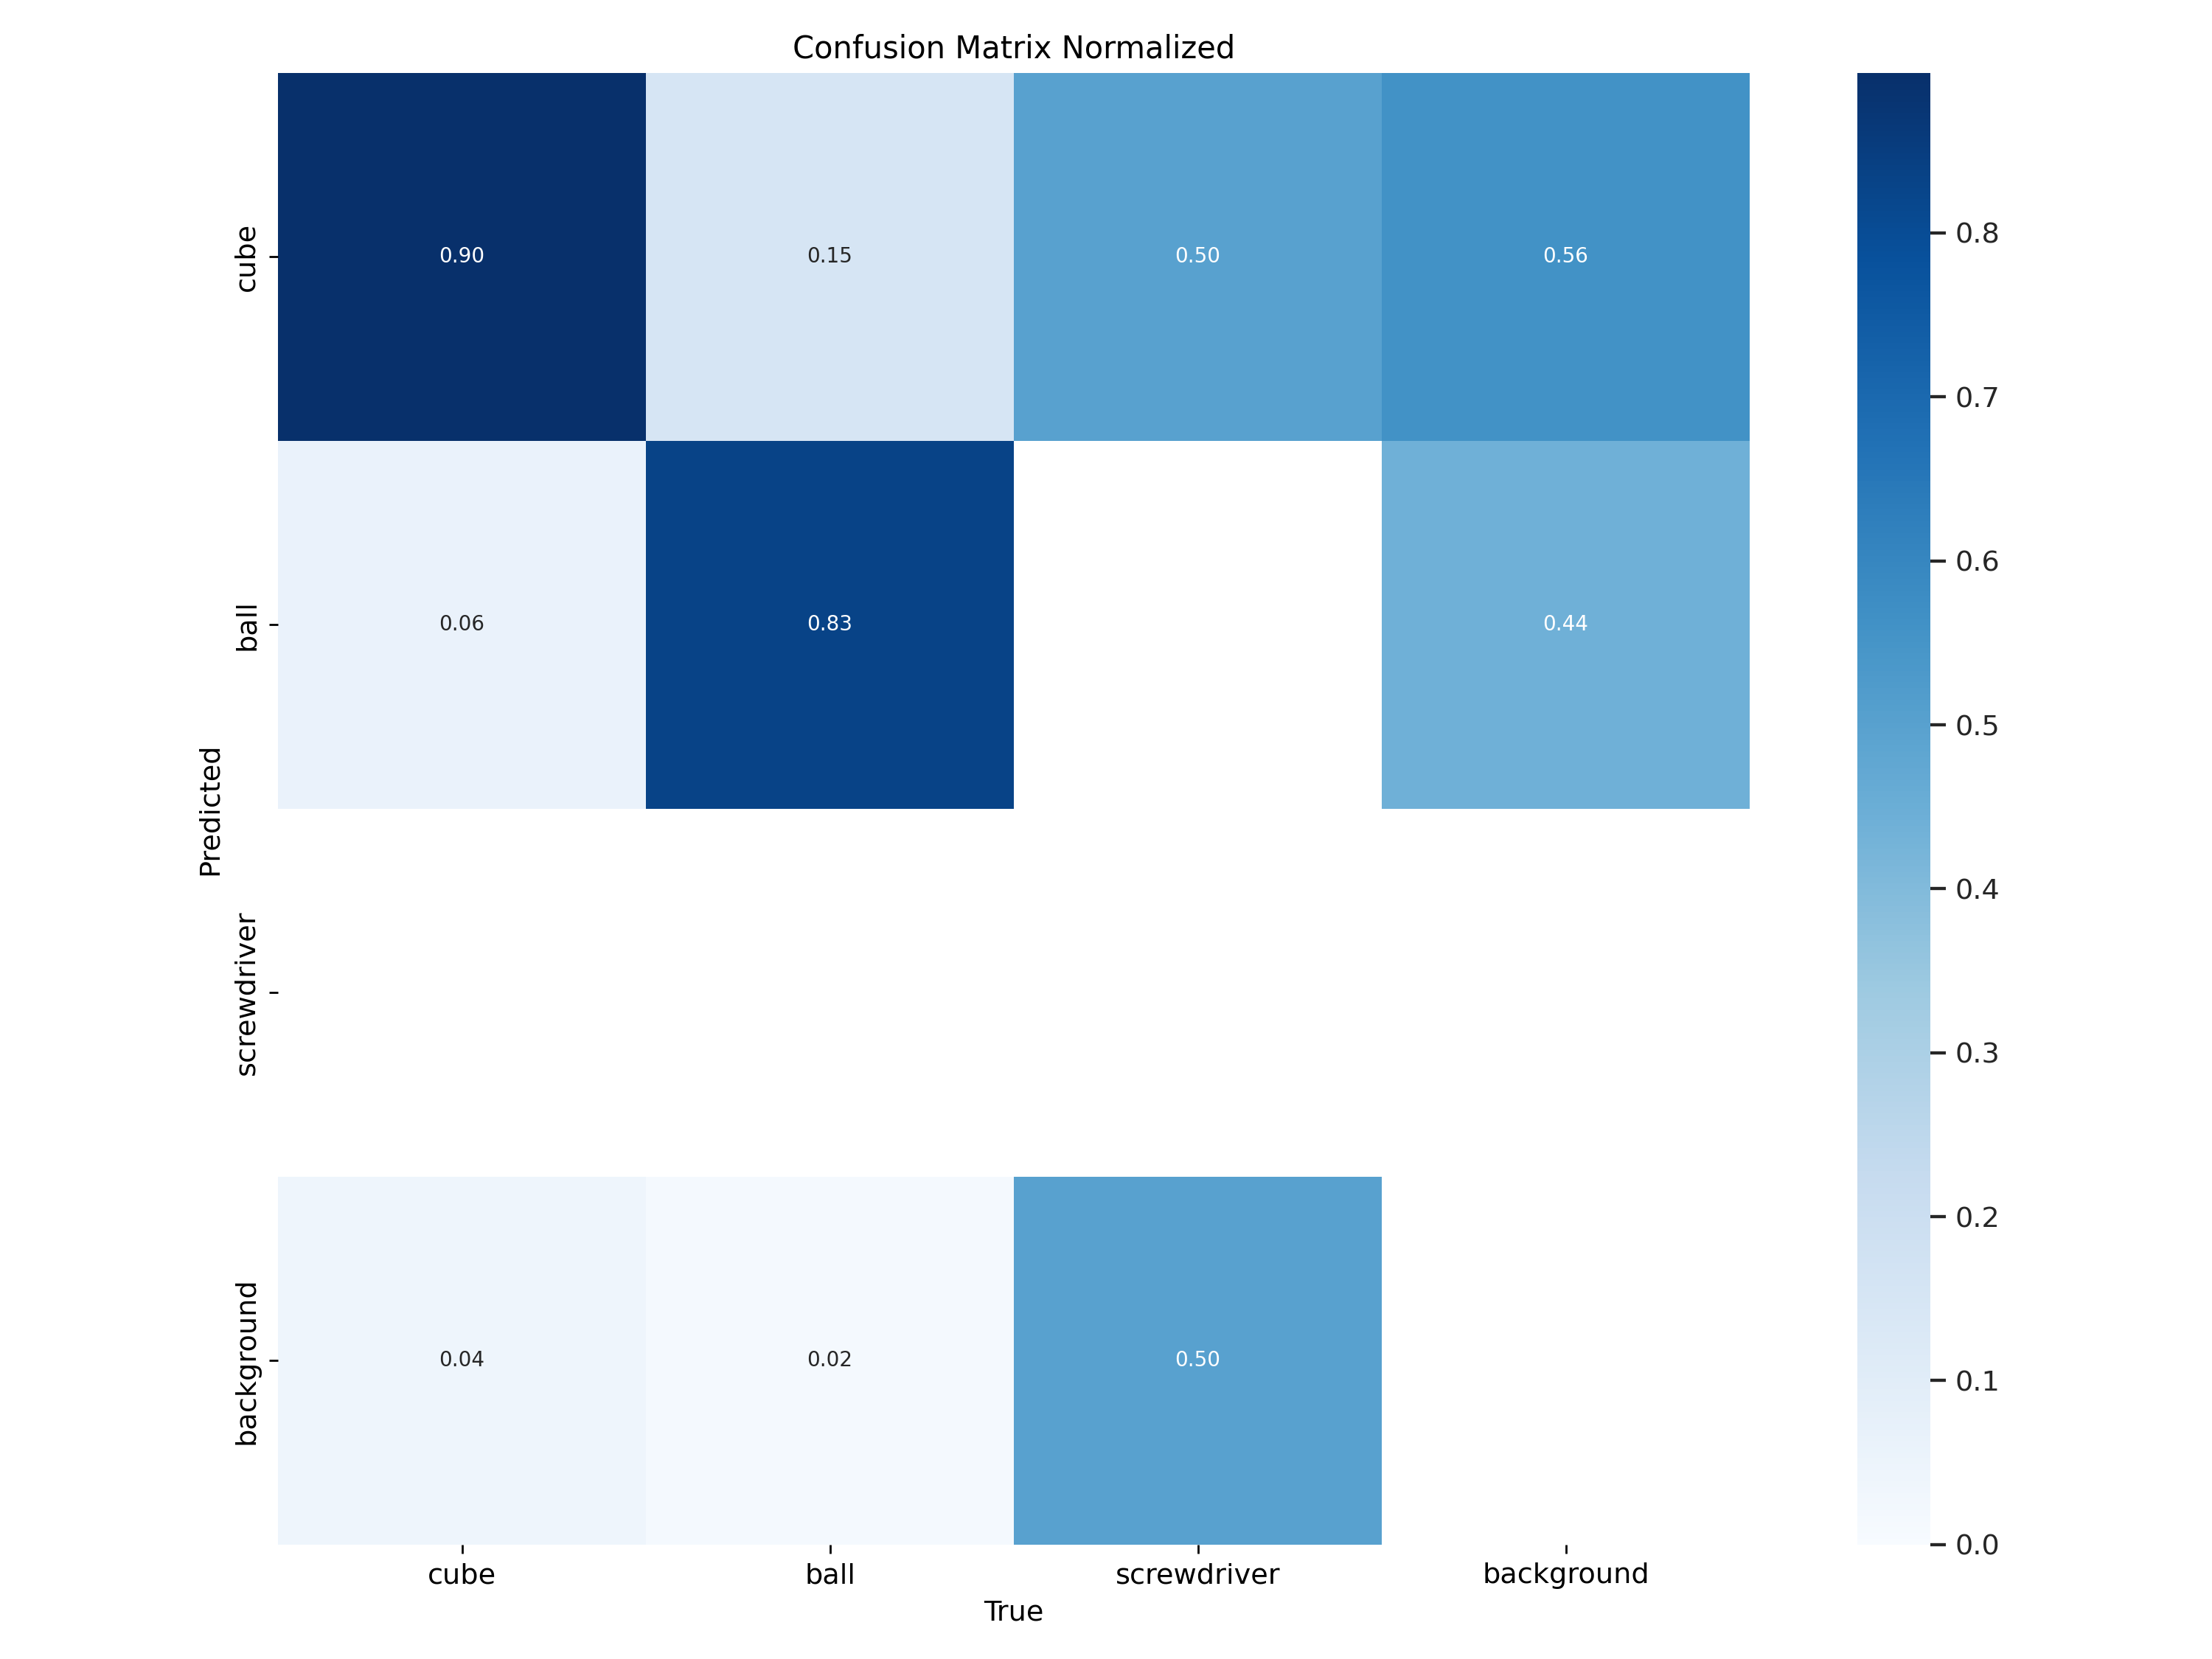 Confusion Matrix Normalized
cube
0.90
0.15
0.50
0.56
ball
0.06
0.83
0.44
screwdriver
background
0.04
0.02
0.50
Predicted
cube
ball
screwdriver
background
True
0.8
0.7
0.6
0.5
0.4
0.3
0.2
0.1
0.0